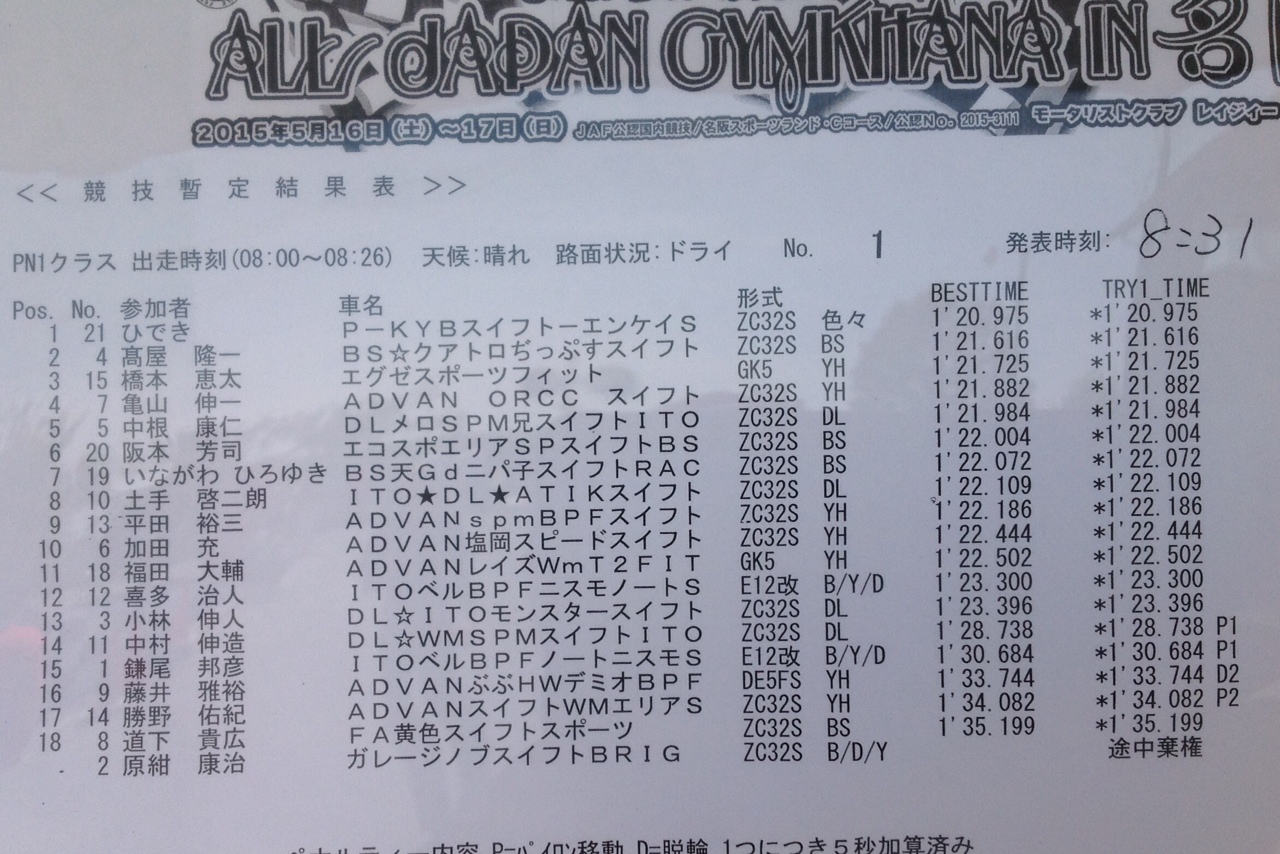 ALL JAPAN GYMKHANA IN 名
2015年5月16日(土)~17日(日) JAF公認国内競技/名阪スポーツランド・Cコース/公認No. 2015-3111 モータリストクラブ レイジィー
<< 競技暫定結果表 >>
PN1クラス 出走時刻(08:00~08:26) 天候:晴れ 路面状況:ドライ No. 1 発表時刻: 8:31
Pos. No. 参加者 車名 形式 BESTTIME TRY1_TIME
1 21 ひでき P-KYBスイフトーエンケイS ZC32S 色々 1'20.975 *1'20.975
2 4 髙屋 隆一 BS☆クアトロぢっぷすスイフト ZC32S BS 1'21.616 *1'21.616
3 15 橋本 恵太 エグゼスポーツフィット GK5 YH 1'21.725 *1'21.725
4 7 亀山 伸一 ADVAN ORCC スイフト ZC32S YH 1'21.882 *1'21.882
5 5 中根 康仁 DLメロSPM兄スイフトITO ZC32S DL 1'21.984 *1'21.984
6 20 阪本 芳司 エコスポエリアSPスイフトBS ZC32S BS 1'22.004 *1'22.004
7 19 いながわ ひろゆき BS天Gdニパ子スイフトRAC ZC32S BS 1'22.072 *1'22.072
8 10 土手 啓二朗 ITO★DL★ATIKスイフト ZC32S DL 1'22.109 *1'22.109
9 13 平田 裕三 ADVANspmBPFスイフト ZC32S YH 1'22.186 *1'22.186
10 6 加田 充 ADVAN塩岡スピードスイフト ZC32S YH 1'22.444 *1'22.444
11 18 福田 大輔 ADVANレイズWmT2FIT GK5 YH 1'22.502 *1'22.502
12 12 喜多 治人 ITOベルBPFニスモノートS E12改 B/Y/D 1'23.300 *1'23.300
13 3 小林 伸人 DL☆ITOモンスタースイフト ZC32S DL 1'23.396 *1'23.396
14 11 中村 伸造 DL☆WMSPMスイフトITO ZC32S DL 1'28.738 *1'28.738 P1
15 1 鎌尾 邦彦 ITOベルBPFノートニスモS E12改 B/Y/D 1'30.684 *1'30.684 P1
16 9 藤井 雅裕 ADVANぶぶHWデミオBPF DE5FS YH 1'33.744 *1'33.744 D2
17 14 勝野 佑紀 ADVANスイフトWMエリアS ZC32S YH 1'34.082 *1'34.082 P2
18 8 道下 貴広 FA黄色スイフトスポーツ ZC32S BS 1'35.199 *1'35.199
. 2 原紺 康治 ガレージノブスイフトBRIG ZC32S B/D/Y 途中棄権
ペナルティー内容 P=パイロン移動 D=脱輪 1つにつき5秒加算済み